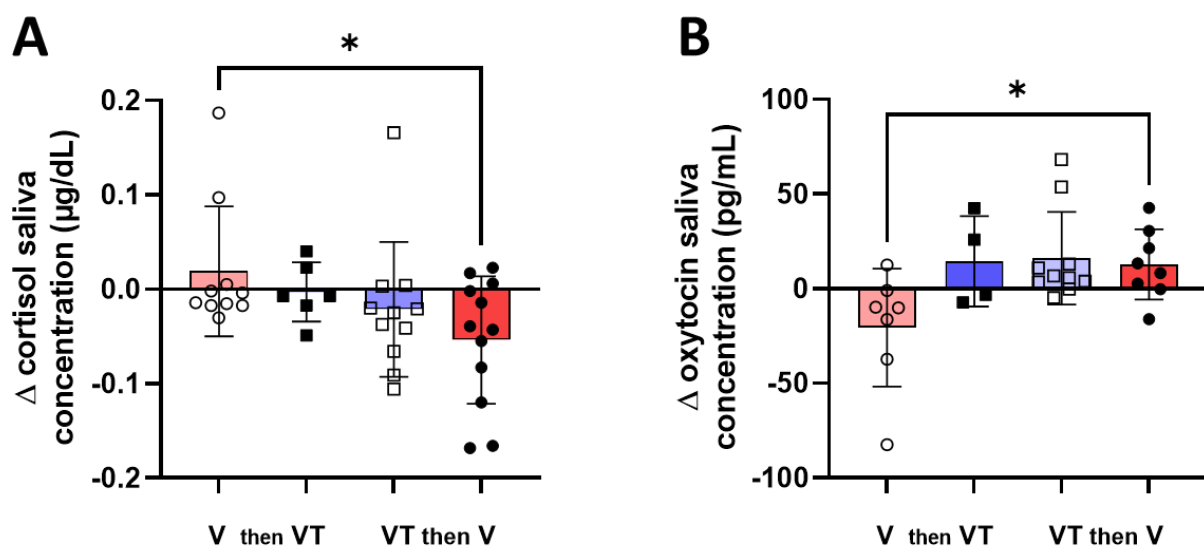 A
*
Δ cortisol saliva
concentration (µg/dL)
0.2
0.1
0.0
-0.1
-0.2
V then VT VT then V
B
*
Δ oxytocin saliva
concentration (pg/mL)
100
50
0
-50
-100
V then VT VT then V